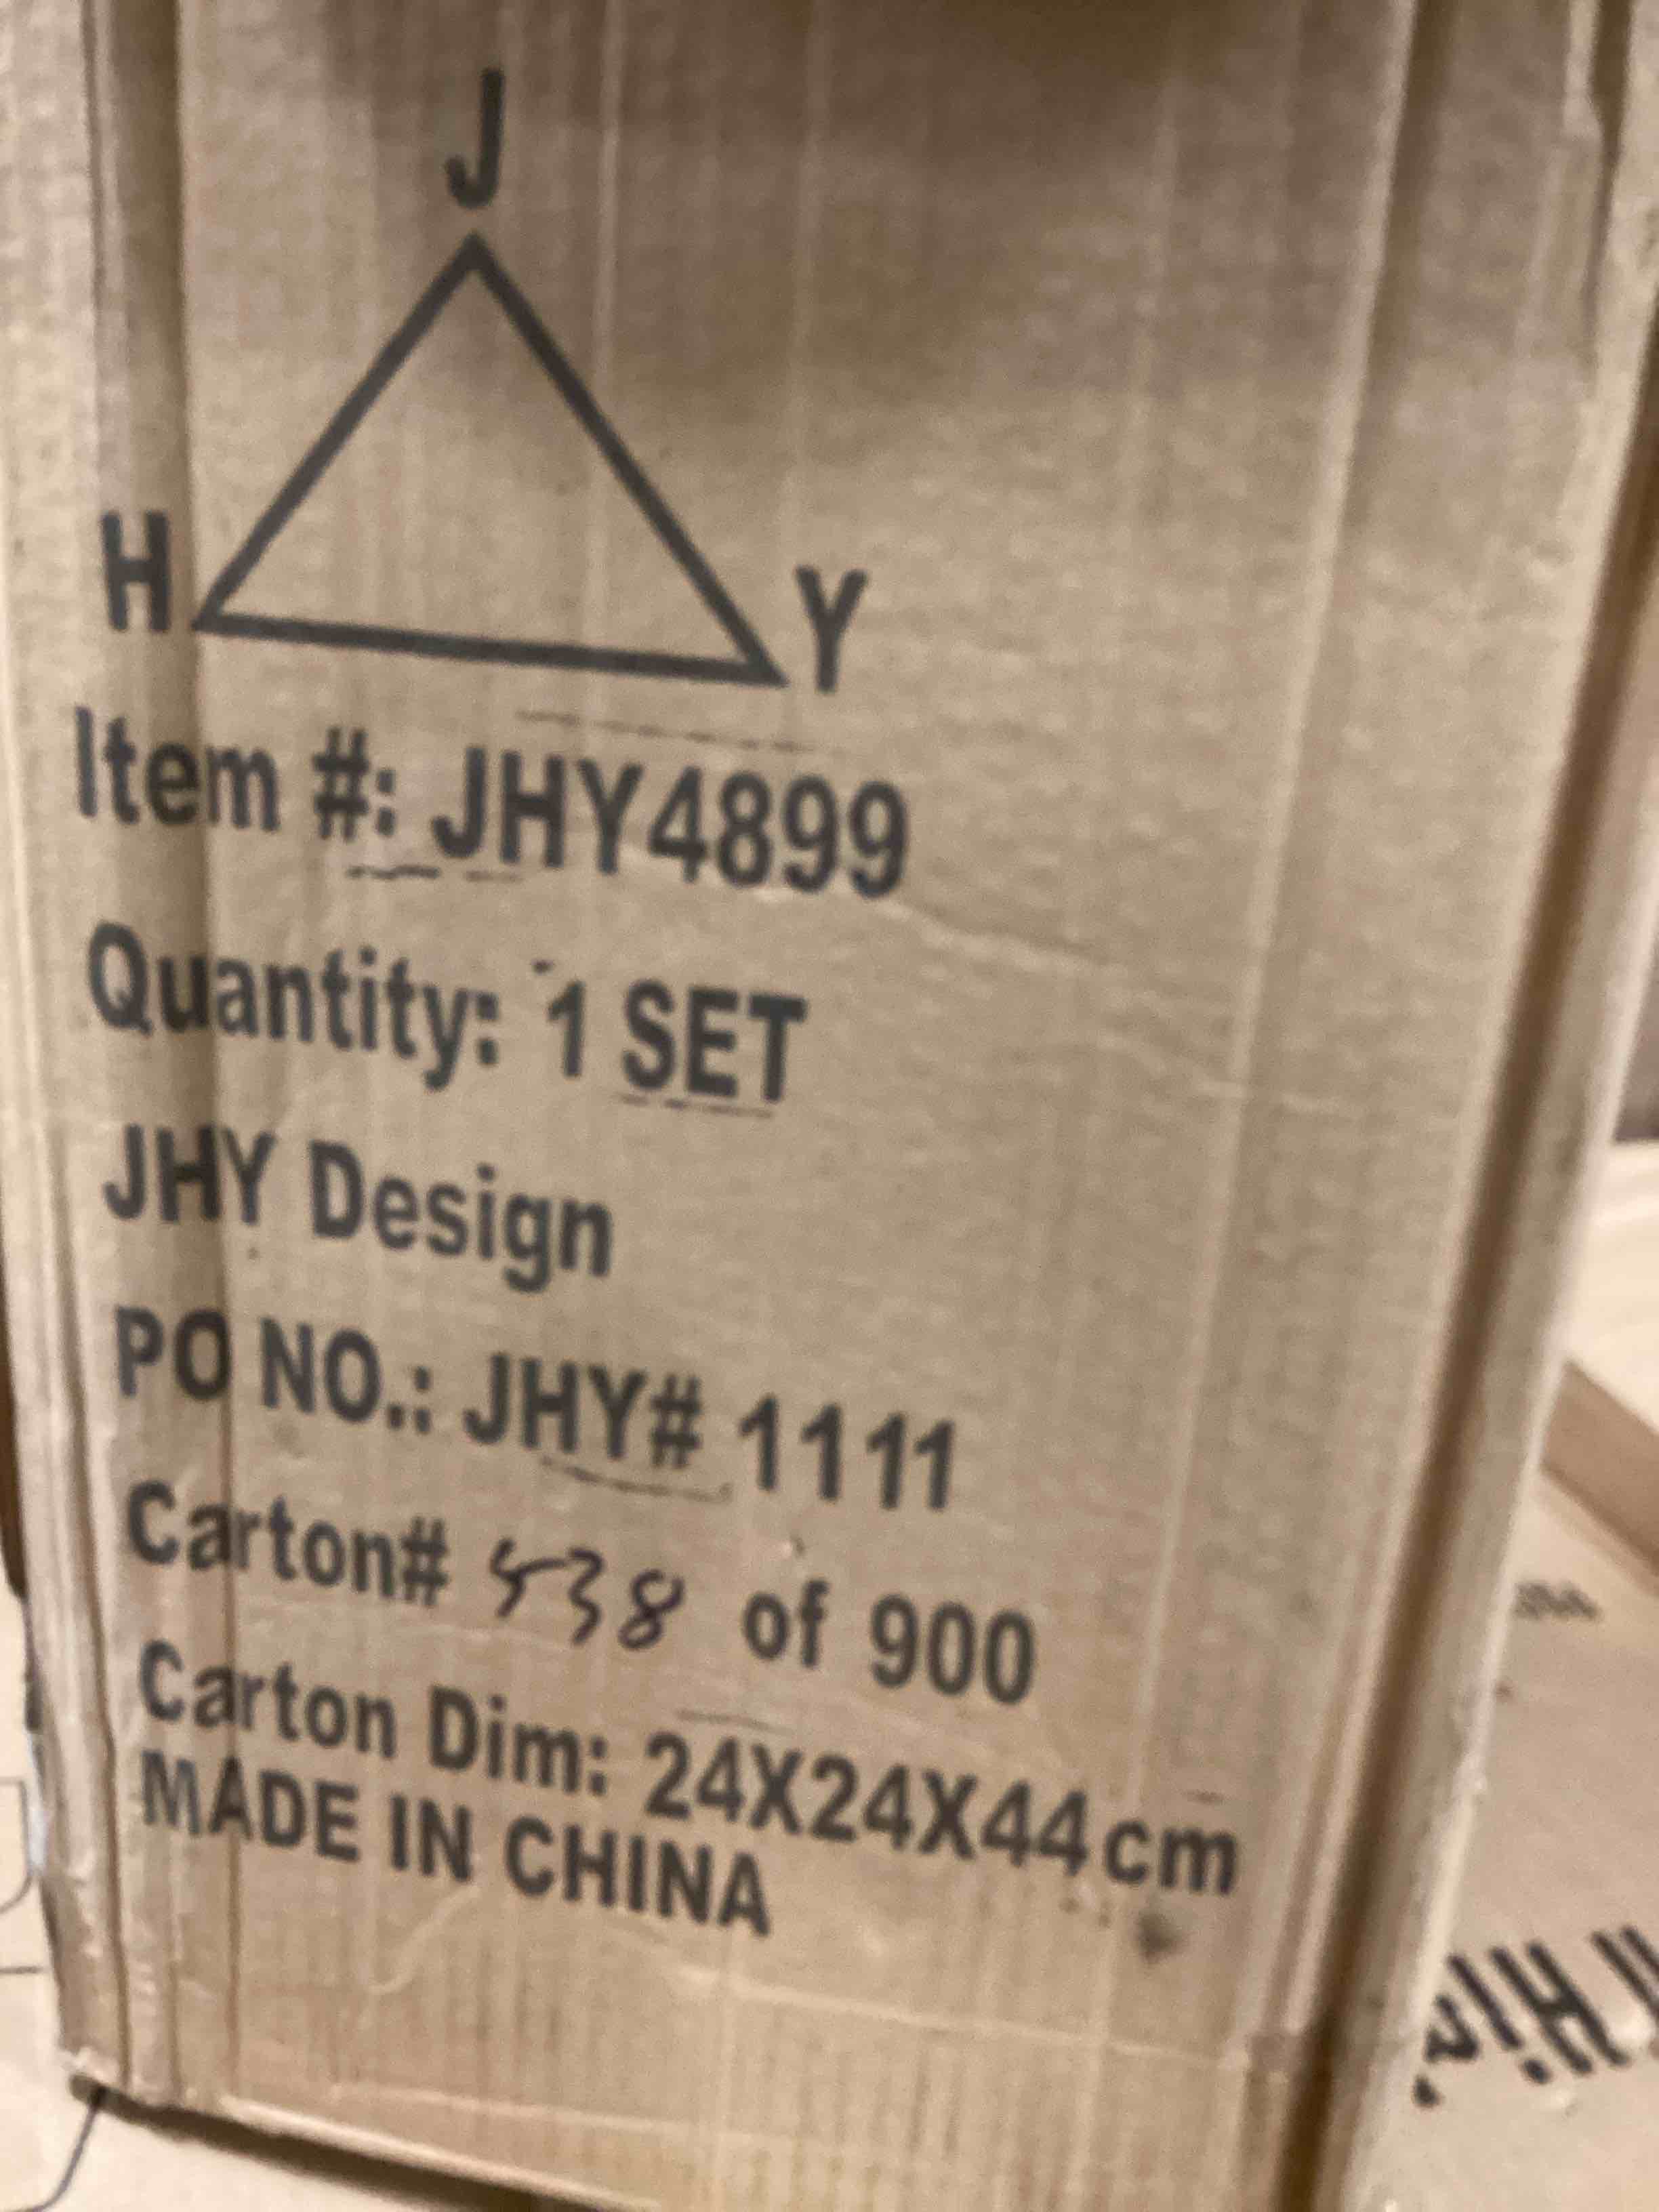 J
H Y
Item #: JHY4899
Quantity: 1 SET
JHY Design
PO NO.: JHY# 1111
Carton# 538 of 900
Carton Dim: 24X24X44cm
MADE IN CHINA